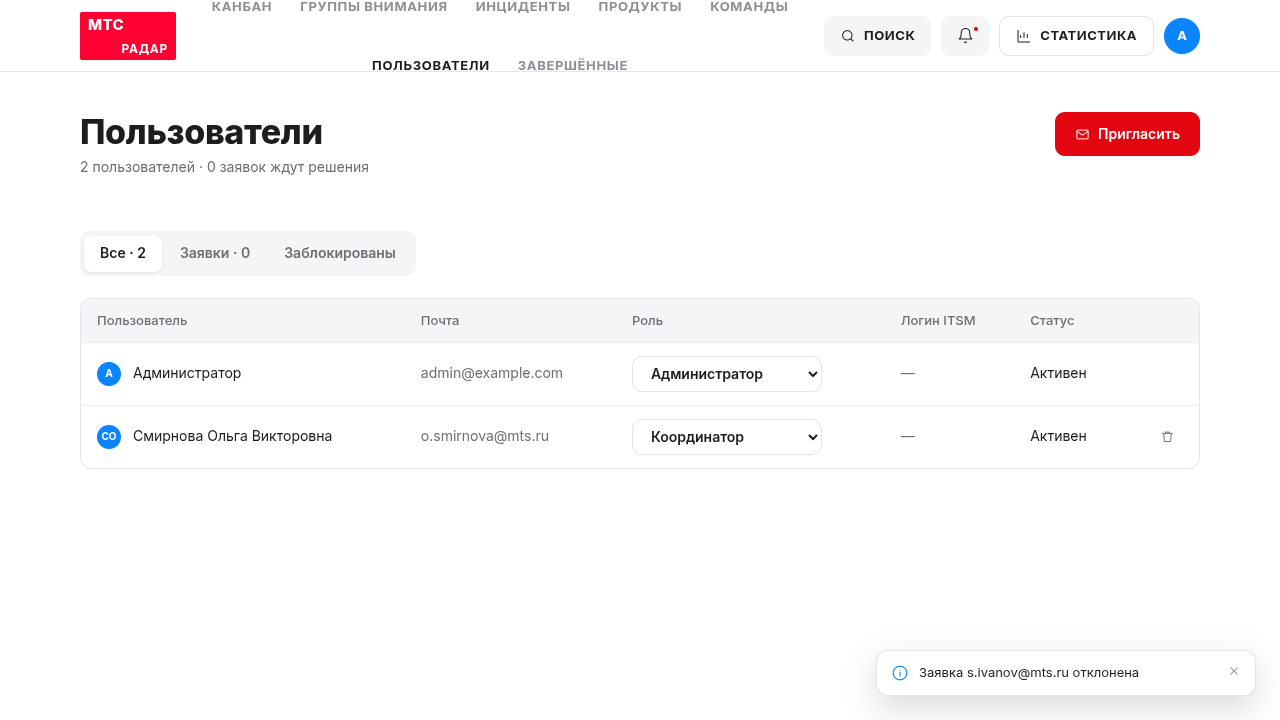 МТС
РАДАР
КАНБАН ГРУППЫ ВНИМАНИЯ ИНЦИДЕНТЫ ПРОДУКТЫ КОМАНДЫ
ПОЛЬЗОВАТЕЛИ ЗАВЕРШЁННЫЕ
ПОИСК
СТАТИСТИКА
А
Пользователи
2 пользователей · 0 заявок ждут решения
Пригласить
Все · 2 Заявки · 0 Заблокированы
Пользователь Почта Роль Логин ITSM Статус
А Администратор admin@example.com Администратор — Активен
СО Смирнова Ольга Викторовна o.smirnova@mts.ru Координатор — Активен
Заявка s.ivanov@mts.ru отклонена